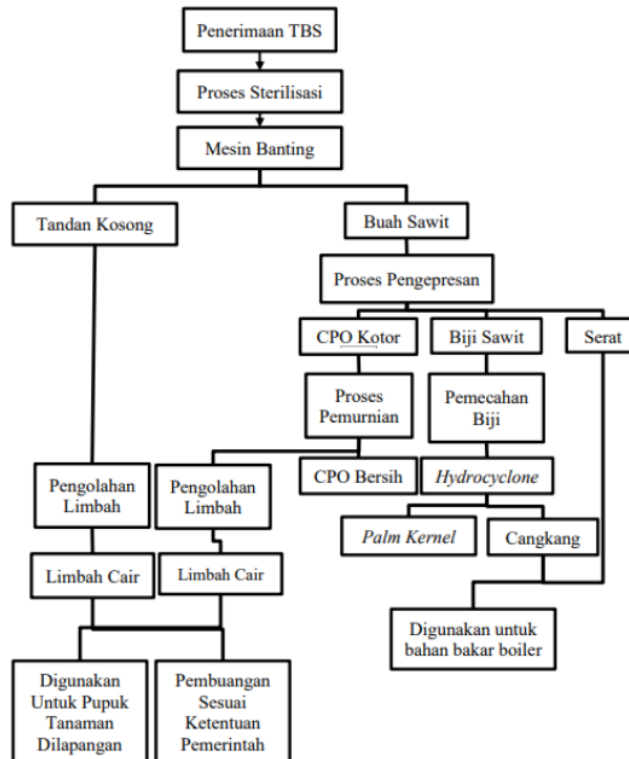 Penerimaan TBS
Proses Sterilisasi
Mesin Banting
Tandan Kosong
Buah Sawit
Proses Pengepresan
CPO Kotor
Biji Sawit
Serat
Proses
Pemurnian
Pemecahan
Biji
Pengolahan
Limbah
Pengolahan
Limbah
CPO Bersih
Hydrocyclone
Palm Kernel
Cangkang
Limbah Cair
Limbah Cair
Digunakan untuk
bahan bakar boiler
Digunakan
Untuk Pupuk
Tanaman
Dilapangan
Pembuangan
Sesuai
Ketentuan
Pemerintah